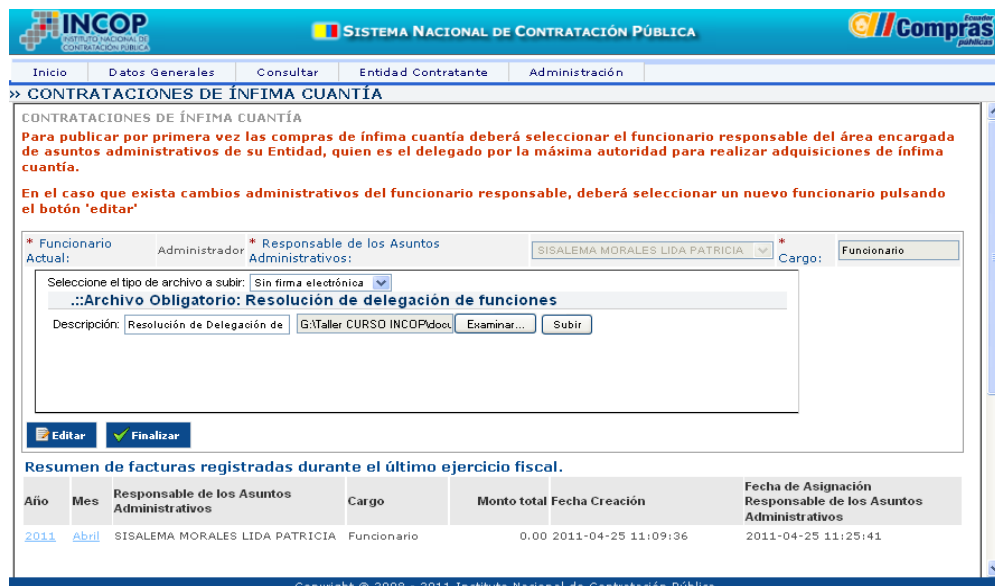 INCOP
INSTITUTO NACIONAL DE
CONTRATACIÓN PÚBLICA
SISTEMA NACIONAL DE CONTRATACIÓN PÚBLICA
Ecuador
Compras
públicas
Inicio Datos Generales Consultar Entidad Contratante Administración
» CONTRATACIONES DE ÍNFIMA CUANTÍA
CONTRATACIONES DE ÍNFIMA CUANTÍA
Para publicar por primera vez las compras de ínfima cuantía deberá seleccionar el funcionario responsable del área encargada
de asuntos administrativos de su Entidad, quien es el delegado por la máxima autoridad para realizar adquisiciones de ínfima
cuantía.
En el caso que exista cambios administrativos del funcionario responsable, deberá seleccionar un nuevo funcionario pulsando
el botón 'editar'
* Funcionario Actual: Administrador * Responsable de los Asuntos Administrativos: SISALEMA MORALES LIDA PATRICIA * Cargo: Funcionario
Seleccione el tipo de archivo a subir: Sin firma electrónica
.::Archivo Obligatorio: Resolución de delegación de funciones
Descripción: Resolución de Delegación de G:\Taller CURSO INCOP\docu Examinar... Subir
Editar Finalizar
Resumen de facturas registradas durante el último ejercicio fiscal.
Año Mes Responsable de los Asuntos Administrativos Cargo Monto total Fecha Creación Fecha de Asignación Responsable de los Asuntos Administrativos
2011 Abril SISALEMA MORALES LIDA PATRICIA Funcionario 0.00 2011-04-25 11:09:36 2011-04-25 11:25:41
Copyright © 2008 - 2011 Instituto Nacional de Contratación Pública